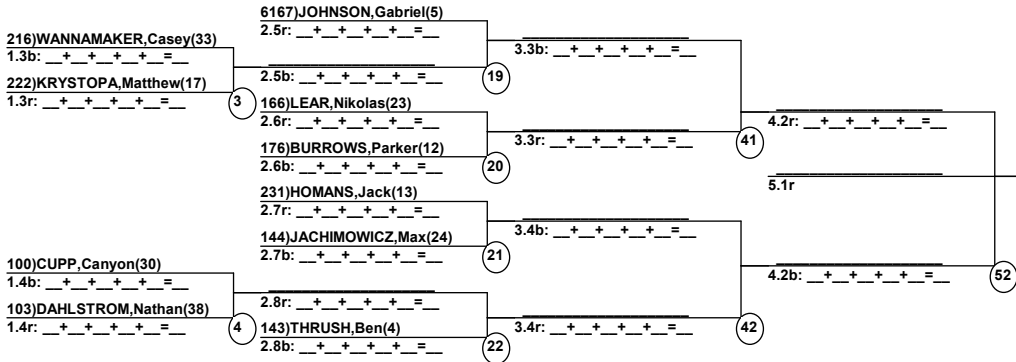 6167)JOHNSON,Gabriel(5)
2.5r: __+__+__+__+__=__
216)WANNAMAKER,Casey(33)
1.3b: __+__+__+__+__=__
3.3b: __+__+__+__+__=__
2.5b: __+__+__+__+__=__
19
222)KRYSTOPA,Matthew(17)
1.3r: __+__+__+__+__=__
3
166)LEAR,Nikolas(23)
2.6r: __+__+__+__+__=__
4.2r: __+__+__+__+__=__
3.3r: __+__+__+__+__=__
41
176)BURROWS,Parker(12)
2.6b: __+__+__+__+__=__
20
5.1r
231)HOMANS,Jack(13)
2.7r: __+__+__+__+__=__
3.4b: __+__+__+__+__=__
144)JACHIMOWICZ,Max(24)
2.7b: __+__+__+__+__=__
21
100)CUPP,Canyon(30)
1.4b: __+__+__+__+__=__
4.2b: __+__+__+__+__=__
52
2.8r: __+__+__+__+__=__
103)DAHLSTROM,Nathan(38)
1.4r: __+__+__+__+__=__
4
3.4r: __+__+__+__+__=__
42
143)THRUSH,Ben(4)
2.8b: __+__+__+__+__=__
22